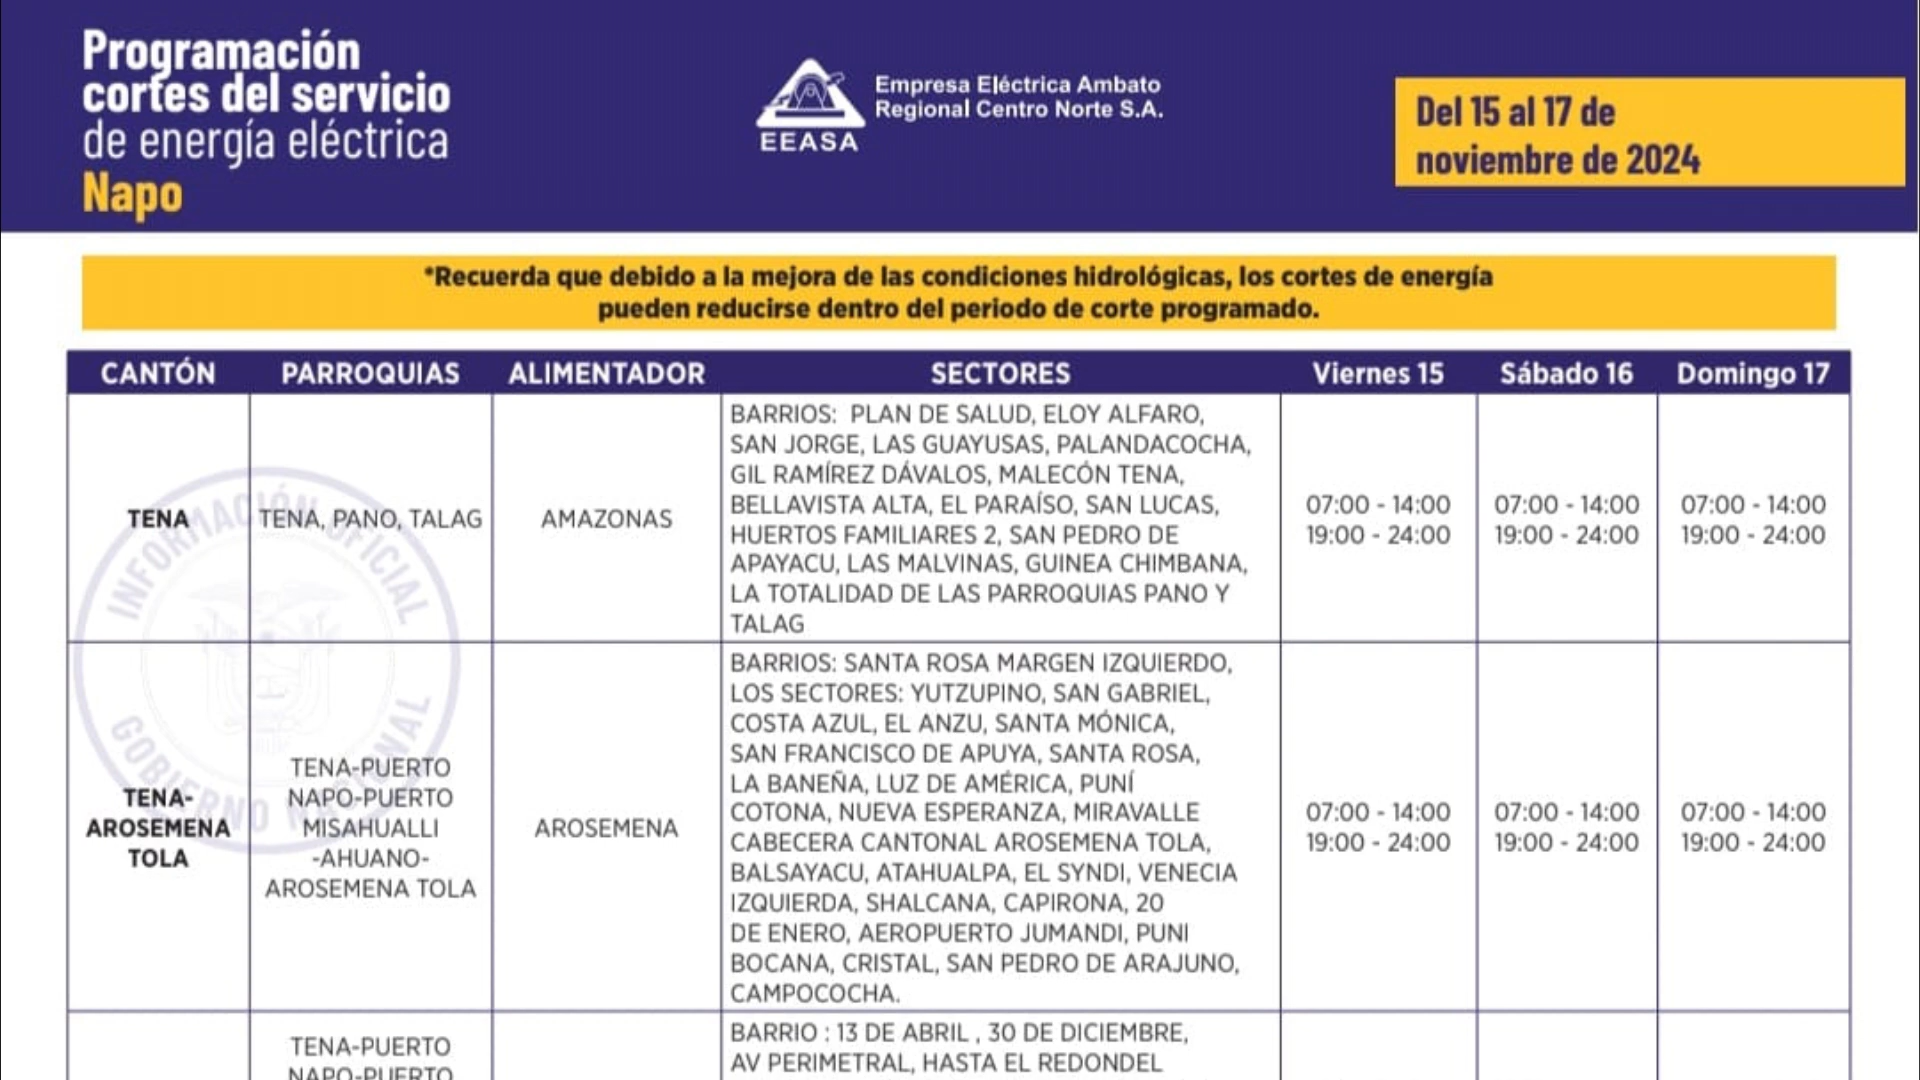 Programación
cortes del servicio
de energía eléctrica
Napo
EEASA
Empresa Eléctrica Ambato
Regional Centro Norte S.A.
Del 15 al 17 de
noviembre de 2024
*Recuerda que debido a la mejora de las condiciones hidrológicas, los cortes de energía
pueden reducirse dentro del periodo de corte programado.
CANTÓN PARROQUIAS ALIMENTADOR SECTORES Viernes 15 Sábado 16 Domingo 17
TENA
TENA, PANO, TALAG
AMAZONAS
BARRIOS: PLAN DE SALUD, ELOY ALFARO,
SAN JORGE, LAS GUAYUSAS, PALANDACOCHA,
GIL RAMÍREZ DÁVALOS, MALECÓN TENA,
BELLAVISTA ALTA, EL PARAÍSO, SAN LUCAS,
HUERTOS FAMILIARES 2, SAN PEDRO DE
APAYACU, LAS MALVINAS, GUINEA CHIMBANA,
LA TOTALIDAD DE LAS PARROQUIAS PANO Y
TALAG
07:00 - 14:00
19:00 - 24:00
07:00 - 14:00
19:00 - 24:00
07:00 - 14:00
19:00 - 24:00
INFORMACIÓN OFICIAL
GOBIERNO NACIONAL
TENA-
AROSEMENA
TOLA
TENA-PUERTO
NAPO-PUERTO
MISAHUALLI
-AHUANO-
AROSEMENA TOLA
AROSEMENA
BARRIOS: SANTA ROSA MARGEN IZQUIERDO,
LOS SECTORES: YUTZUPINO, SAN GABRIEL,
COSTA AZUL, EL ANZU, SANTA MÓNICA,
SAN FRANCISCO DE APUYA, SANTA ROSA,
LA BANEÑA, LUZ DE AMÉRICA, PUNÍ
COTONA, NUEVA ESPERANZA, MIRAVALLE
CABECERA CANTONAL AROSEMENA TOLA,
BALSAYACU, ATAHUALPA, EL SYNDI, VENECIA
IZQUIERDA, SHALCANA, CAPIRONA, 20
DE ENERO, AEROPUERTO JUMANDI, PUNI
BOCANA, CRISTAL, SAN PEDRO DE ARAJUNO,
CAMPOCOCHA.
07:00 - 14:00
19:00 - 24:00
07:00 - 14:00
19:00 - 24:00
07:00 - 14:00
19:00 - 24:00
TENA-PUERTO
NAPO-PUERTO
BARRIO : 13 DE ABRIL , 30 DE DICIEMBRE,
AV PERIMETRAL, HASTA EL REDONDEL